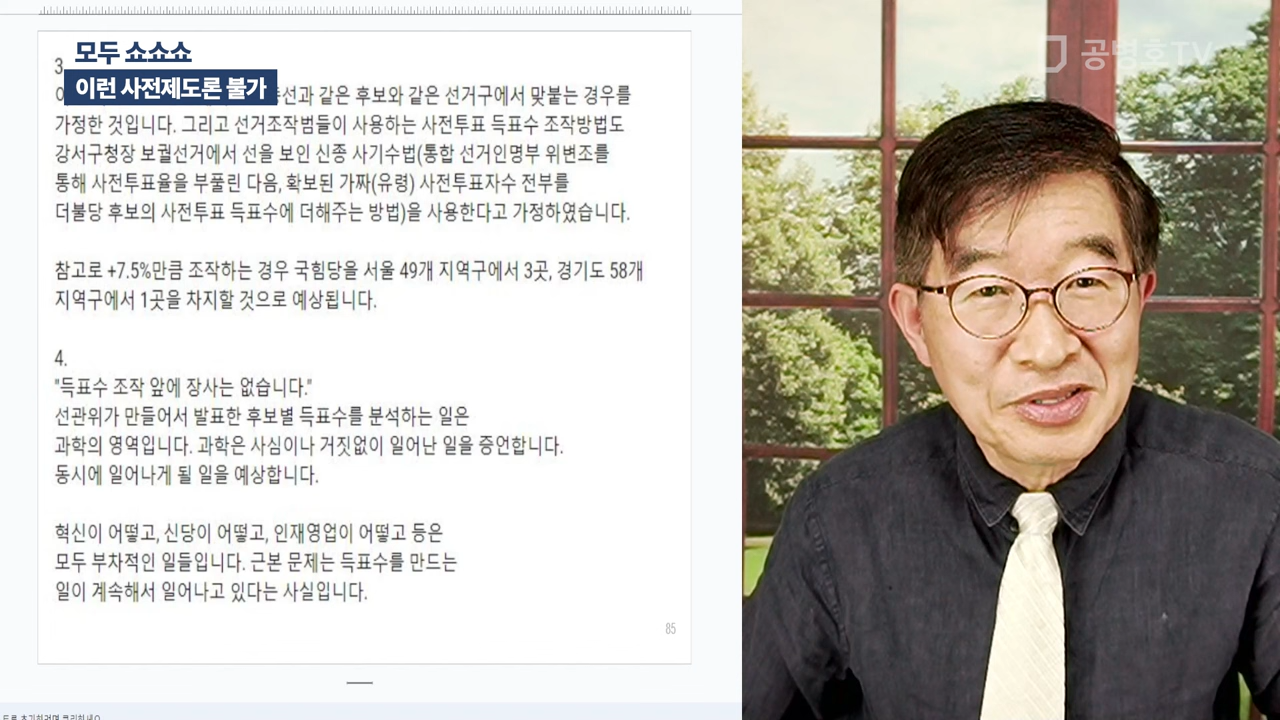 모두 쇼쇼쇼
이런 사전제도론 불가
공병호TV
3.
같은 후보와 같은 선거구에서 맞붙는 경우를
가정한 것입니다. 그리고 선거조작범들이 사용하는 사전투표 득표수 조작방법도
강서구청장 보궐선거에서 선을 보인 신종 사기수법(통합 선거인명부 위변조를
통해 사전투표율을 부풀린 다음, 확보된 가짜(유령) 사전투표자수 전부를
더불당 후보의 사전투표 득표수에 더해주는 방법)을 사용한다고 가정하였습니다.
참고로 +7.5%만큼 조작하는 경우 국힘당을 서울 49개 지역구에서 3곳, 경기도 58개
지역구에서 1곳을 차지할 것으로 예상됩니다.
4.
"득표수 조작 앞에 장사는 없습니다."
선관위가 만들어서 발표한 후보별 득표수를 분석하는 일은
과학의 영역입니다. 과학은 사심이나 거짓없이 일어난 일을 증언합니다.
동시에 일어나게 될 일을 예상합니다.
혁신이 어떻고, 신당이 어떻고, 인재영업이 어떻고 등은
모두 부차적인 일들입니다. 근본 문제는 득표수를 만드는
일이 계속해서 일어나고 있다는 사실입니다.
85